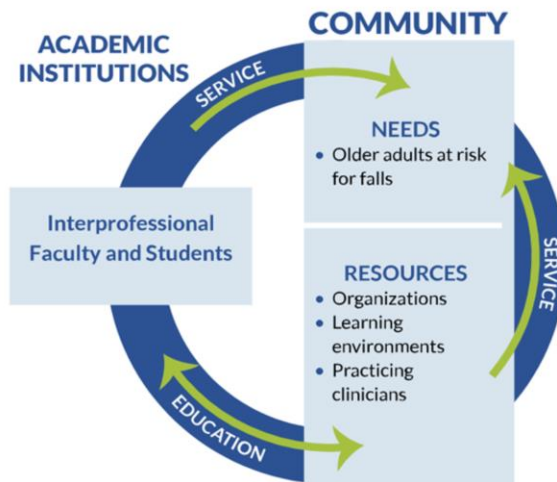 ACADEMIC
INSTITUTIONS
COMMUNITY
SERVICE
NEEDS
• Older adults at risk
for falls
Interprofessional
Faculty and Students
RESOURCES
• Organizations
• Learning
environments
• Practicing
clinicians
SERVICE
EDUCATION